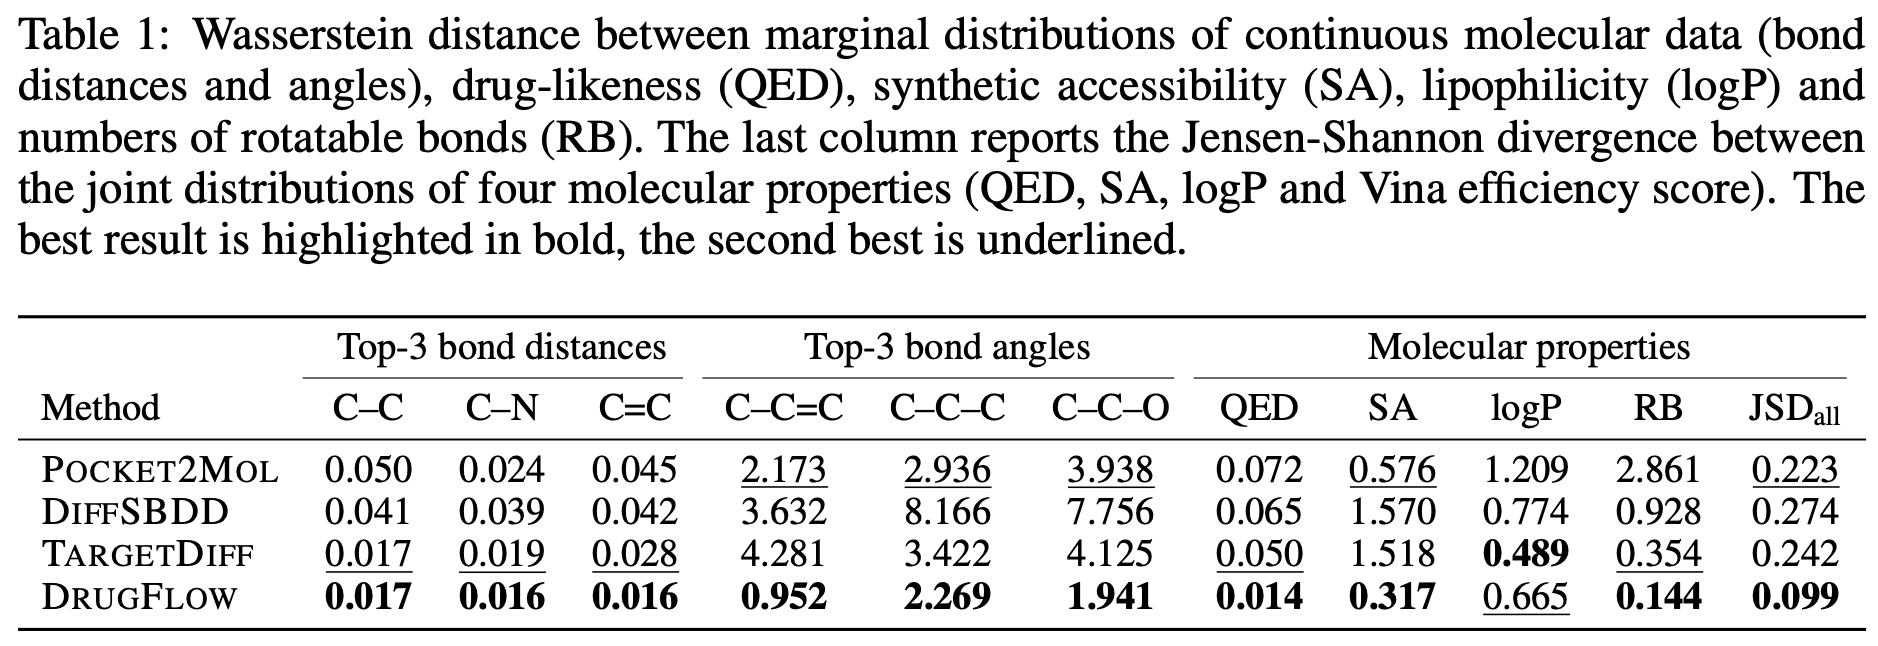 Table 1: Wasserstein distance between marginal distributions of continuous molecular data (bond
distances and angles), drug-likeness (QED), synthetic accessibility (SA), lipophilicity (logP) and
numbers of rotatable bonds (RB). The last column reports the Jensen-Shannon divergence between
the joint distributions of four molecular properties (QED, SA, logP and Vina efficiency score). The
best result is highlighted in bold, the second best is underlined.
Top-3 bond distances Top-3 bond angles Molecular properties
Method C–C C–N C=C C–C=C C–C–C C–C–O QED SA logP RB JSDall
POCKET2MOL 0.050 0.024 0.045 2.173 2.936 3.938 0.072 0.576 1.209 2.861 0.223
DIFFSBDD 0.041 0.039 0.042 3.632 8.166 7.756 0.065 1.570 0.774 0.928 0.274
TARGETDIFF 0.017 0.019 0.028 4.281 3.422 4.125 0.050 1.518 0.489 0.354 0.242
DRUGFLOW 0.017 0.016 0.016 0.952 2.269 1.941 0.014 0.317 0.665 0.144 0.099